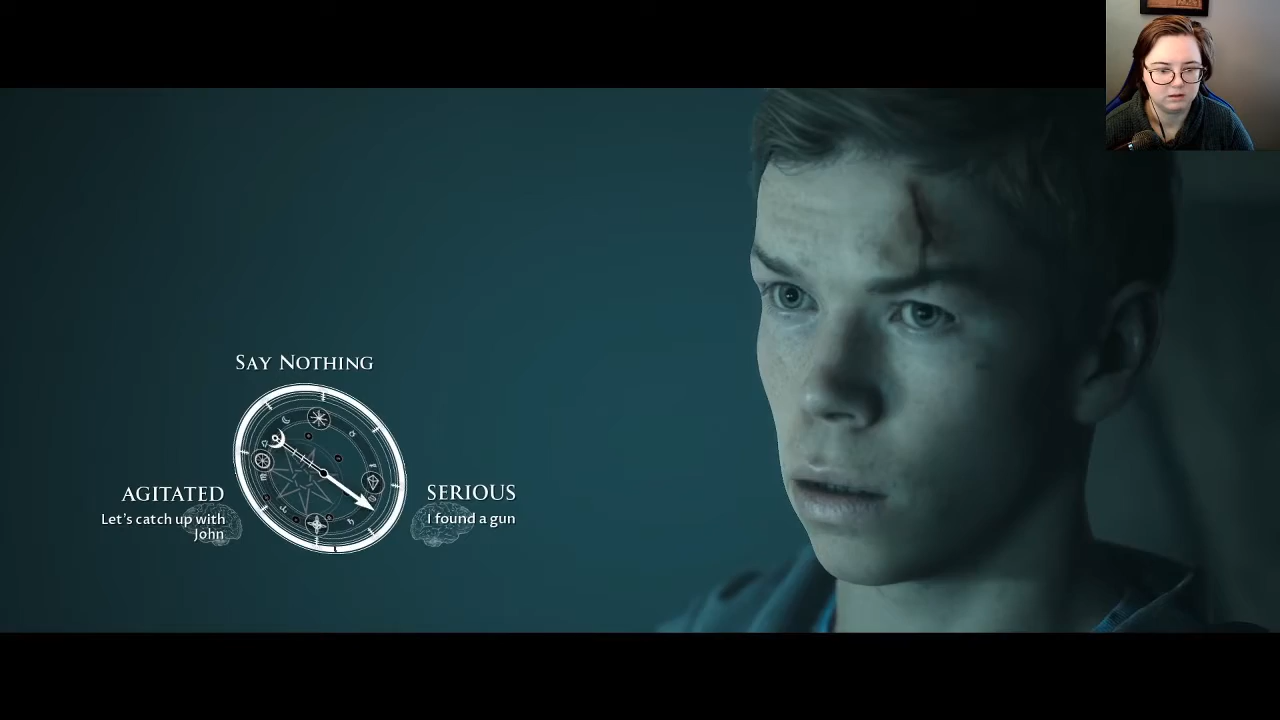 SAY NOTHING
AGITATED
Let's catch up with
John
SERIOUS
I found a gun